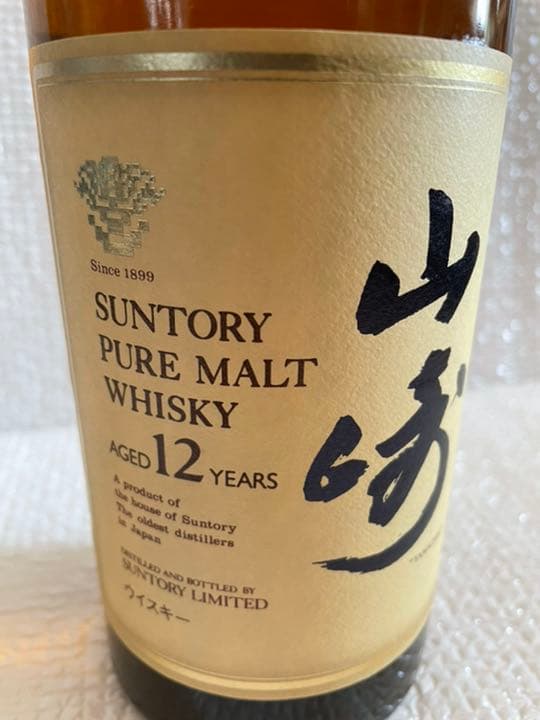 Since 1899
SUNTORY
PURE MALT
WHISKY
AGED 12 YEARS
A product of
the house of Suntory
The oldest distillers
in Japan
DISTILLED AND BOTTLED BY
SUNTORY LIMITED
ウイスキー
山崎